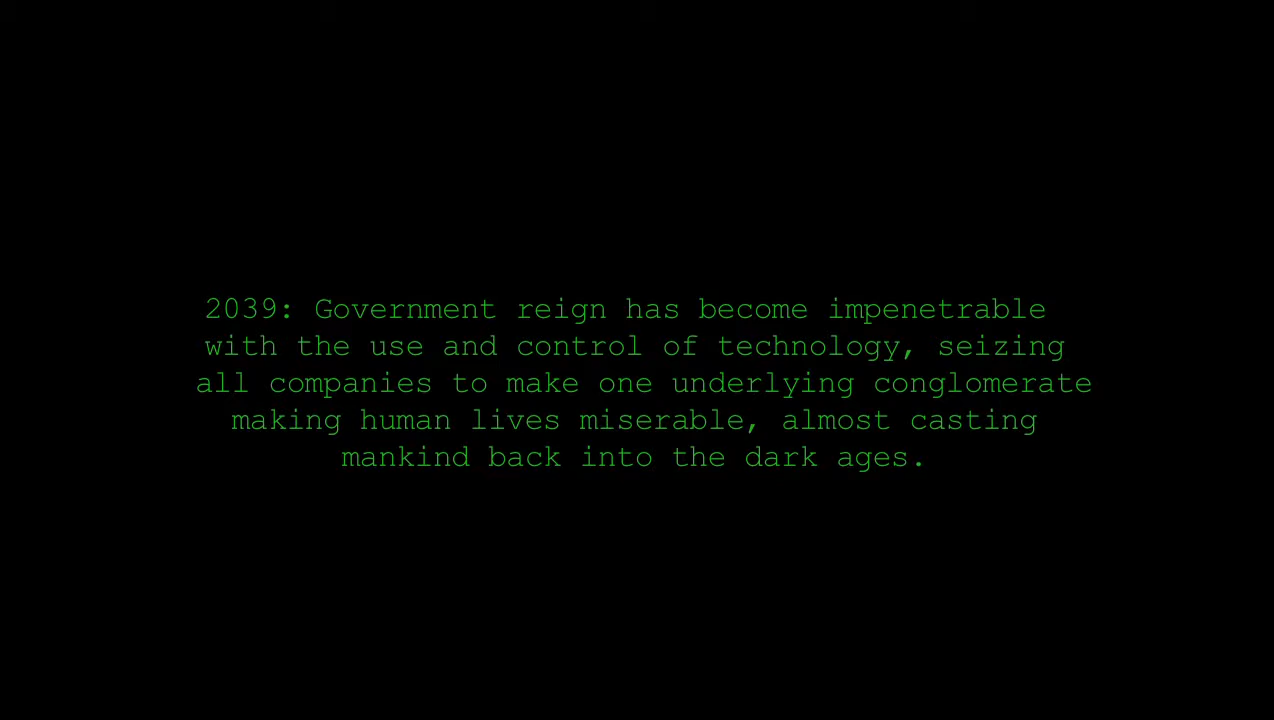 2039: Government reign has become impenetrable
with the use and control of technology, seizing
all companies to make one underlying conglomerate
making human lives miserable, almost casting
mankind back into the dark ages.